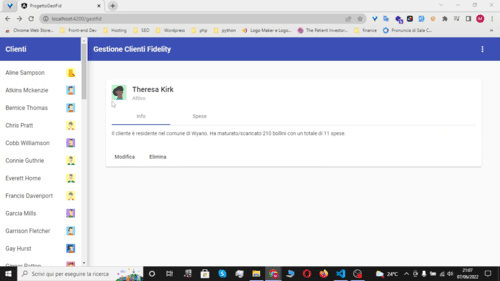 ProgettoGestFid
localhost:4200/gestfid
Chrome Web Store...
Front-end Dev
Hosting
SEO
Wordpress
php
python
Logo Maker e Logo...
The Patent Investor...
finance
Pronuncia di Sala C...
Clienti
Gestione Clienti Fidelity
Aline Sampson
Atkins Mckenzie
Bernice Thomas
Chris Pratt
Cobb Williamson
Connie Guthrie
Everett Home
Francis Davenport
Garcia Mills
Garrison Fletcher
Gay Hurst
Theresa Kirk
Attivo
Info
Spese
Il cliente è residente nel comune di Wyano. Ha maturato/scaricato 210 bollini con un totale di 11 spese.
Modifica
Elimina
Scrivi qui per eseguire la ricerca
24°C
21:07
07/06/2022